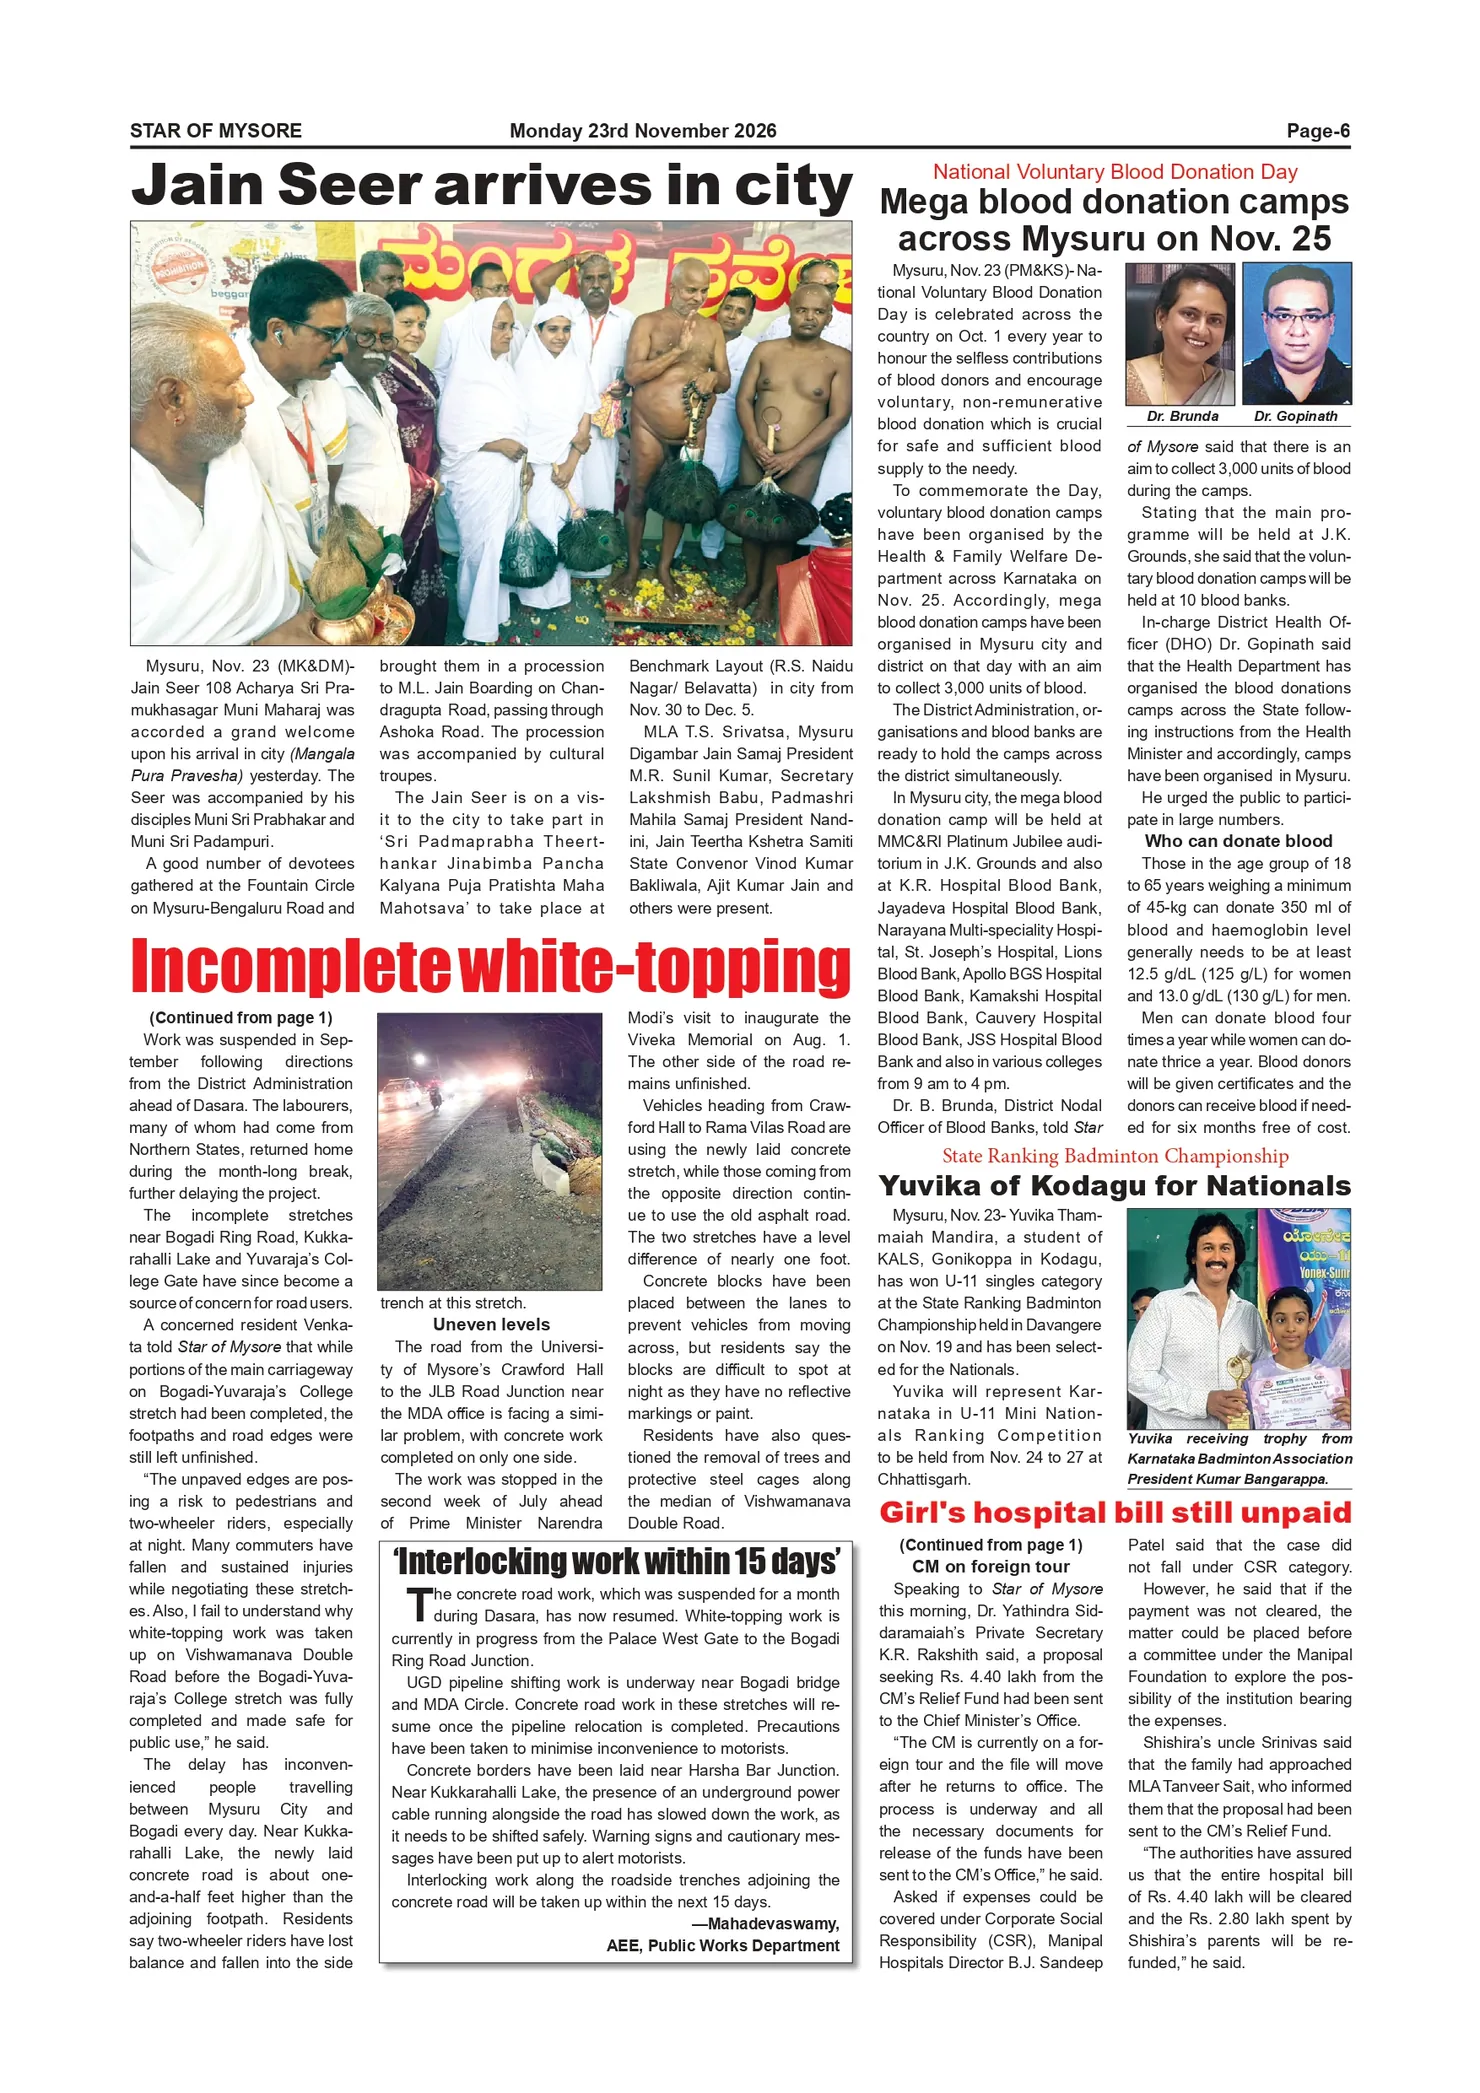 STAR OF MYSORE
Monday 23rd November 2026
Page-6
Jain Seer arrives in city
PROHIBITION
beggar
ಮಂಗಳ
Mysuru, Nov. 23 (MK&DM)-
Jain Seer 108 Acharya Sri Pra-
mukhasagar Muni Maharaj was
accorded a grand welcome
upon his arrival in city (Mangala
Pura Pravesha) yesterday. The
Seer was accompanied by his
disciples Muni Sri Prabhakar and
Muni Sri Padampuri.
A good number of devotees
gathered at the Fountain Circle
on Mysuru-Bengaluru Road and
brought them in a procession
to M.L. Jain Boarding on Chan-
dragupta Road, passing through
Ashoka Road. The procession
was accompanied by cultural
troupes.
The Jain Seer is on a vis-
it to the city to take part in
‘Sri Padmaprabha Theert-
hankar Jinabimba Pancha
Kalyana Puja Pratishta Maha
Mahotsava’ to take place at
Benchmark Layout (R.S. Naidu
Nagar/ Belavatta) in city from
Nov. 30 to Dec. 5.
MLA T.S. Srivatsa, Mysuru
Digambar Jain Samaj President
M.R. Sunil Kumar, Secretary
Lakshmish Babu, Padmashri
Mahila Samaj President Nand-
ini, Jain Teertha Kshetra Samiti
State Convenor Vinod Kumar
Bakliwala, Ajit Kumar Jain and
others were present.
Incomplete white-topping
(Continued from page 1)
Work was suspended in Sep-
tember following directions
from the District Administration
ahead of Dasara. The labourers,
many of whom had come from
Northern States, returned home
during the month-long break,
further delaying the project.
The incomplete stretches
near Bogadi Ring Road, Kukka-
rahalli Lake and Yuvaraja’s Col-
lege Gate have since become a
source of concern for road users.
A concerned resident Venka-
ta told Star of Mysore that while
portions of the main carriageway
on Bogadi-Yuvaraja’s College
stretch had been completed, the
footpaths and road edges were
still left unfinished.
“The unpaved edges are pos-
ing a risk to pedestrians and
two-wheeler riders, especially
at night. Many commuters have
fallen and sustained injuries
while negotiating these stretch-
es. Also, I fail to understand why
white-topping work was taken
up on Vishwamanava Double
Road before the Bogadi-Yuva-
raja’s College stretch was fully
completed and made safe for
public use,” he said.
The delay has inconven-
ienced people travelling
between Mysuru City and
Bogadi every day. Near Kukka-
rahalli Lake, the newly laid
concrete road is about one-
and-a-half feet higher than the
adjoining footpath. Residents
say two-wheeler riders have lost
balance and fallen into the side
trench at this stretch.
Uneven levels
The road from the Universi-
ty of Mysore’s Crawford Hall
to the JLB Road Junction near
the MDA office is facing a simi-
lar problem, with concrete work
completed on only one side.
The work was stopped in the
second week of July ahead
of Prime Minister Narendra
Modi’s visit to inaugurate the
Viveka Memorial on Aug. 1.
The other side of the road re-
mains unfinished.
Vehicles heading from Craw-
ford Hall to Rama Vilas Road are
using the newly laid concrete
stretch, while those coming from
the opposite direction contin-
ue to use the old asphalt road.
The two stretches have a level
difference of nearly one foot.
Concrete blocks have been
placed between the lanes to
prevent vehicles from moving
across, but residents say the
blocks are difficult to spot at
night as they have no reflective
markings or paint.
Residents have also ques-
tioned the removal of trees and
protective steel cages along
the median of Vishwamanava
Double Road.
‘Interlocking work within 15 days’
The concrete road work, which was suspended for a month
during Dasara, has now resumed. White-topping work is
currently in progress from the Palace West Gate to the Bogadi
Ring Road Junction.
UGD pipeline shifting work is underway near Bogadi bridge
and MDA Circle. Concrete road work in these stretches will re-
sume once the pipeline relocation is completed. Precautions
have been taken to minimise inconvenience to motorists.
Concrete borders have been laid near Harsha Bar Junction.
Near Kukkarahalli Lake, the presence of an underground power
cable running alongside the road has slowed down the work, as
it needs to be shifted safely. Warning signs and cautionary mes-
sages have been put up to alert motorists.
Interlocking work along the roadside trenches adjoining the
concrete road will be taken up within the next 15 days.
—Mahadevaswamy,
AEE, Public Works Department
National Voluntary Blood Donation Day
Mega blood donation camps
across Mysuru on Nov. 25
Mysuru, Nov. 23 (PM&KS)- Na-
tional Voluntary Blood Donation
Day is celebrated across the
country on Oct. 1 every year to
honour the selfless contributions
of blood donors and encourage
voluntary, non-remunerative
blood donation which is crucial
for safe and sufficient blood
supply to the needy.
To commemorate the Day,
voluntary blood donation camps
have been organised by the
Health & Family Welfare De-
partment across Karnataka on
Nov. 25. Accordingly, mega
blood donation camps have been
organised in Mysuru city and
district on that day with an aim
to collect 3,000 units of blood.
The District Administration, or-
ganisations and blood banks are
ready to hold the camps across
the district simultaneously.
In Mysuru city, the mega blood
donation camp will be held at
MMC&RI Platinum Jubilee audi-
torium in J.K. Grounds and also
at K.R. Hospital Blood Bank,
Jayadeva Hospital Blood Bank,
Narayana Multi-speciality Hospi-
tal, St. Joseph’s Hospital, Lions
Blood Bank, Apollo BGS Hospital
Blood Bank, Kamakshi Hospital
Blood Bank, Cauvery Hospital
Blood Bank, JSS Hospital Blood
Bank and also in various colleges
from 9 am to 4 pm.
Dr. B. Brunda, District Nodal
Officer of Blood Banks, told Star
Dr. Brunda
Dr. Gopinath
of Mysore said that there is an
aim to collect 3,000 units of blood
during the camps.
Stating that the main pro-
gramme will be held at J.K.
Grounds, she said that the volun-
tary blood donation camps will be
held at 10 blood banks.
In-charge District Health Of-
ficer (DHO) Dr. Gopinath said
that the Health Department has
organised the blood donations
camps across the State follow-
ing instructions from the Health
Minister and accordingly, camps
have been organised in Mysuru.
He urged the public to partici-
pate in large numbers.
Who can donate blood
Those in the age group of 18
to 65 years weighing a minimum
of 45-kg can donate 350 ml of
blood and haemoglobin level
generally needs to be at least
12.5 g/dL (125 g/L) for women
and 13.0 g/dL (130 g/L) for men.
Men can donate blood four
times a year while women can do-
nate thrice a year. Blood donors
will be given certificates and the
donors can receive blood if need-
ed for six months free of cost.
State Ranking Badminton Championship
Yuvika of Kodagu for Nationals
Mysuru, Nov. 23- Yuvika Tham-
maiah Mandira, a student of
KALS, Gonikoppa in Kodagu,
has won U-11 singles category
at the State Ranking Badminton
Championship held in Davangere
on Nov. 19 and has been select-
ed for the Nationals.
Yuvika will represent Kar-
nataka in U-11 Mini Nation-
als Ranking Competition
to be held from Nov. 24 to 27 at
Chhattisgarh.
Yonex-Sunr
Yuvika receiving trophy from
Karnataka Badminton Association
President Kumar Bangarappa.
Girl's hospital bill still unpaid
(Continued from page 1)
CM on foreign tour
Speaking to Star of Mysore
this morning, Dr. Yathindra Sid-
daramaiah’s Private Secretary
K.R. Rakshith said, a proposal
seeking Rs. 4.40 lakh from the
CM’s Relief Fund had been sent
to the Chief Minister’s Office.
“The CM is currently on a for-
eign tour and the file will move
after he returns to office. The
process is underway and all
the necessary documents for
release of the funds have been
sent to the CM’s Office,” he said.
Asked if expenses could be
covered under Corporate Social
Responsibility (CSR), Manipal
Hospitals Director B.J. Sandeep
Patel said that the case did
not fall under CSR category.
However, he said that if the
payment was not cleared, the
matter could be placed before
a committee under the Manipal
Foundation to explore the pos-
sibility of the institution bearing
the expenses.
Shishira’s uncle Srinivas said
that the family had approached
MLA Tanveer Sait, who informed
them that the proposal had been
sent to the CM’s Relief Fund.
“The authorities have assured
us that the entire hospital bill
of Rs. 4.40 lakh will be cleared
and the Rs. 2.80 lakh spent by
Shishira’s parents will be re-
funded,” he said.